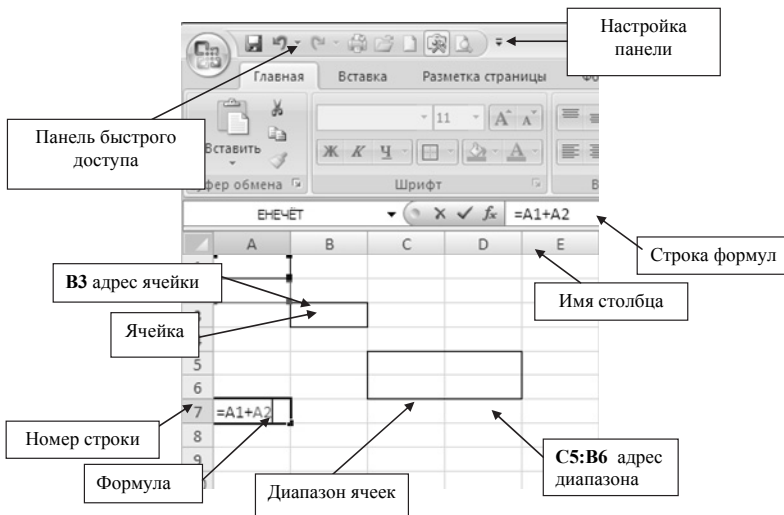 Настройка
панели
Главная Вставка Разметка страницы
11
Вставить
Панель быстрого
доступа
Ж К Ч
фер обмена Шрифт
ЕНЕЧЁТ fx =A1+A2
Строка формул
A B C D E
B3 адрес ячейки
Имя столбца
Ячейка
5
6
7 =A1+A2
8
9
Номер строки
Формула
Диапазон ячеек
C5:B6 адрес
диапазона